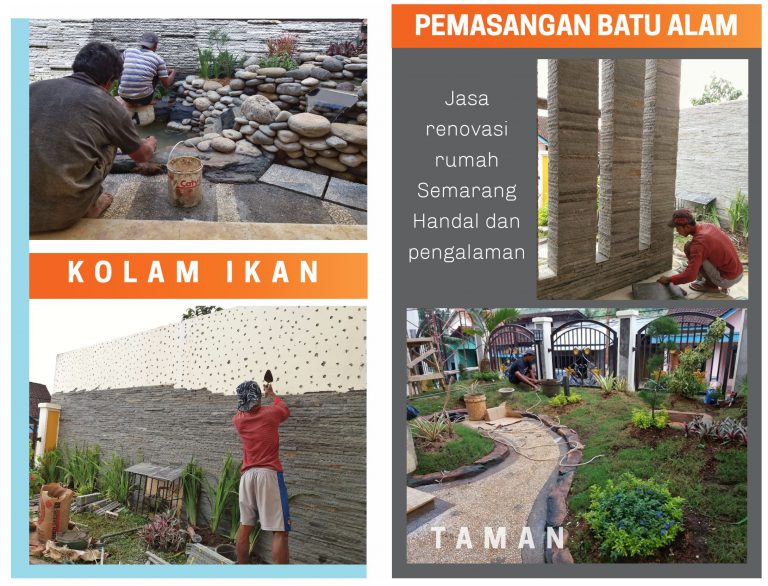 KOLAM IKAN
PEMASANGAN BATU ALAM
Jasa
renovasi
rumah
Semarang
Handal dan
pengalaman
TAMAN